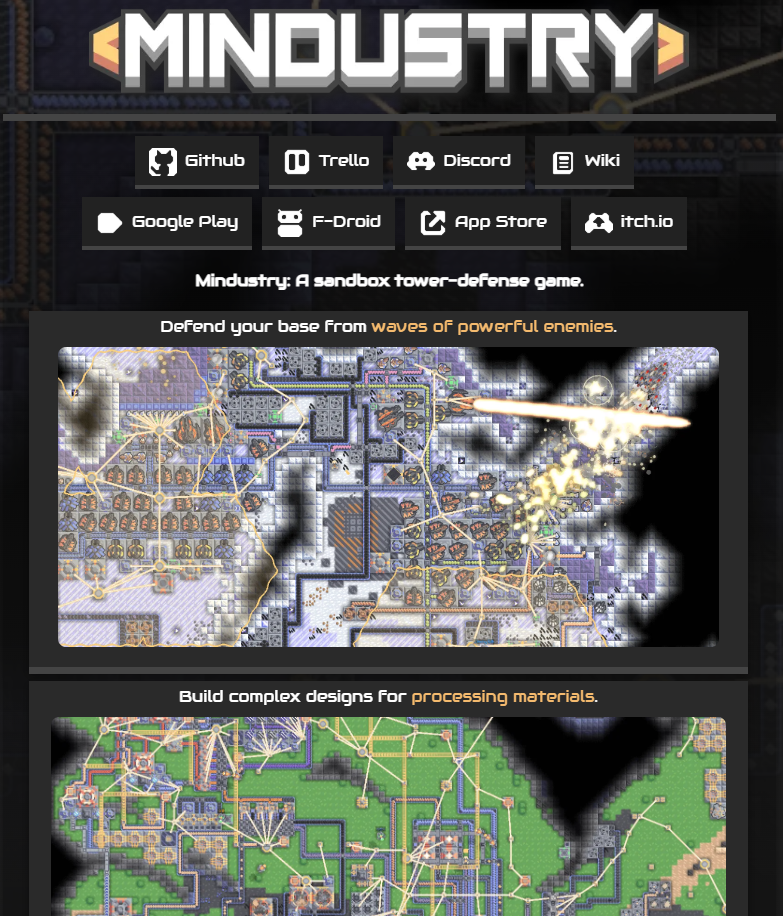 MINDUSTRY
Github Trello Discord Wiki
Google Play F-Droid App Store itch.io
Mindustry: A sandbox tower-defense game.
Defend your base from waves of powerful enemies.
Build complex designs for processing materials.